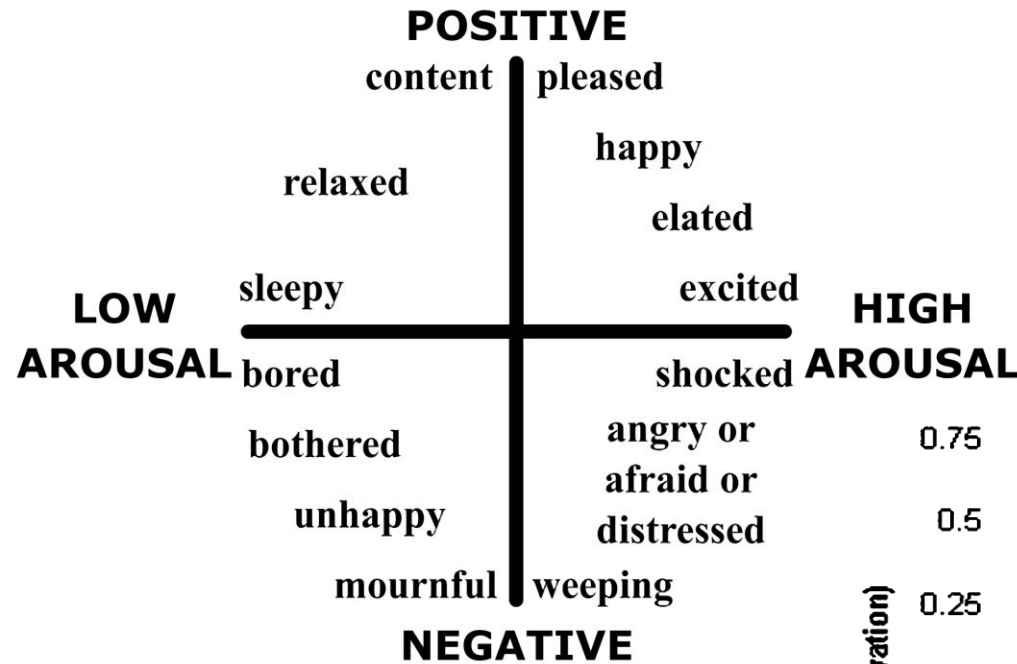 POSITIVE
content pleased
happy
relaxed
elated
sleepy excited
LOW AROUSAL
HIGH AROUSAL
bored shocked
bothered
angry or
afraid or
distressed
unhappy
mournful weeping
NEGATIVE
0.75
0.5
0.25